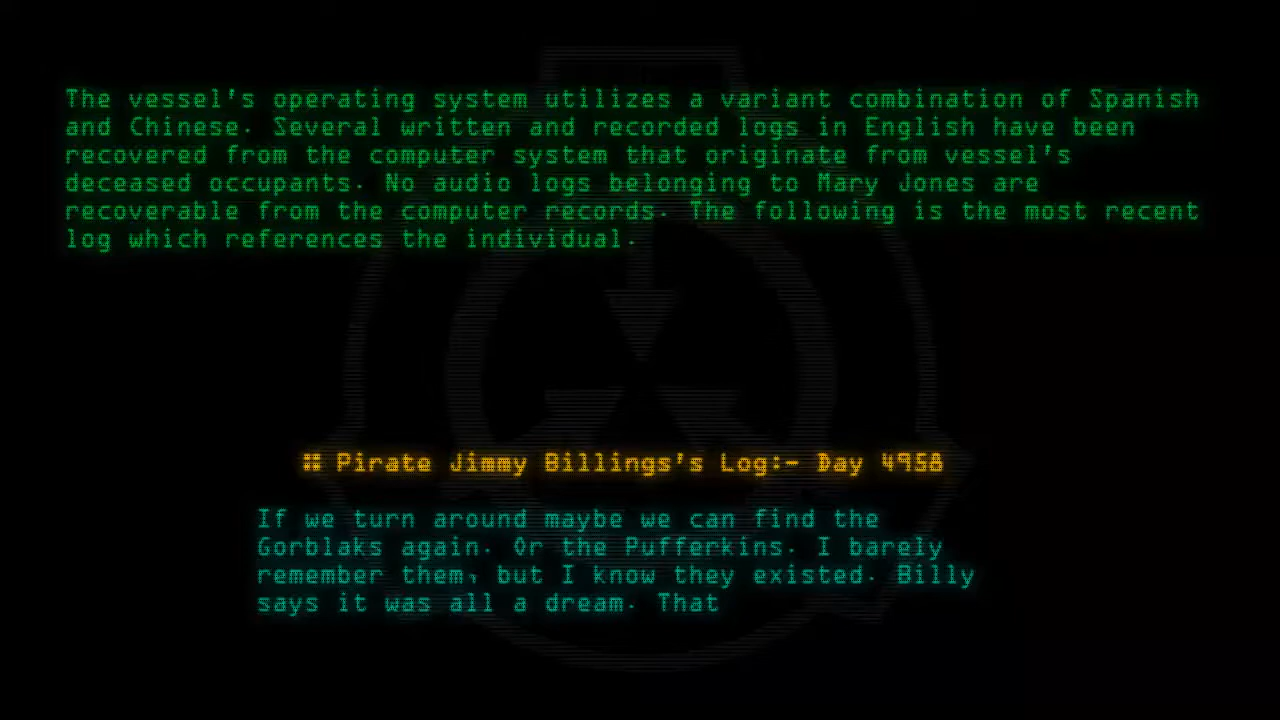 The vessel's operating system utilizes a variant combination of Spanish
and Chinese. Several written and recorded logs in English have been
recovered from the computer system that originate from vessel's
deceased occupants. No audio logs belonging to Mary Jones are
recoverable from the computer records. The following is the most recent
log which references the individual.
:: Pirate Jimmy Billings's Log:- Day 4958
If we turn around maybe we can find the
Gorblaks again. Or the Pufferkins. I barely
remember them, but I know they existed. Billy
says it was all a dream. That